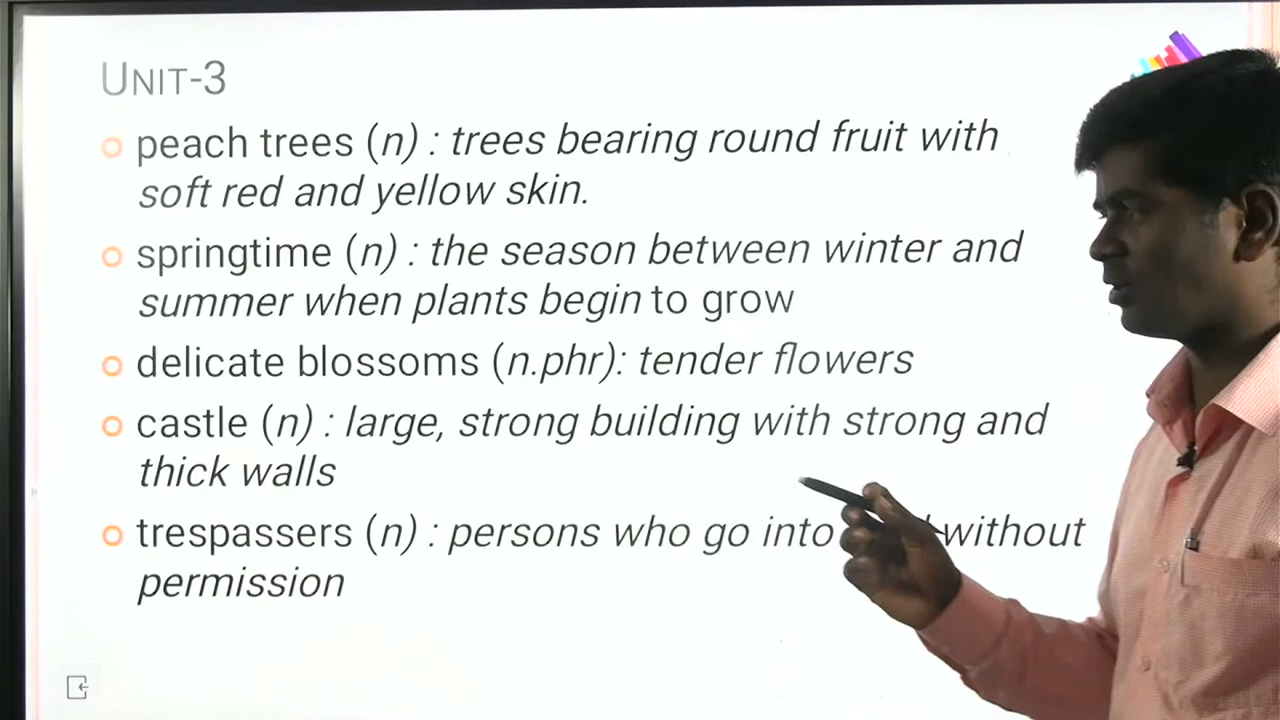 UNIT-3
peach trees (n) : trees bearing round fruit with
soft red and yellow skin.
springtime (n) : the season between winter and
summer when plants begin to grow
delicate blossoms (n.phr): tender flowers
castle (n) : large, strong building with strong and
thick walls
trespassers (n) : persons who go into without
permission